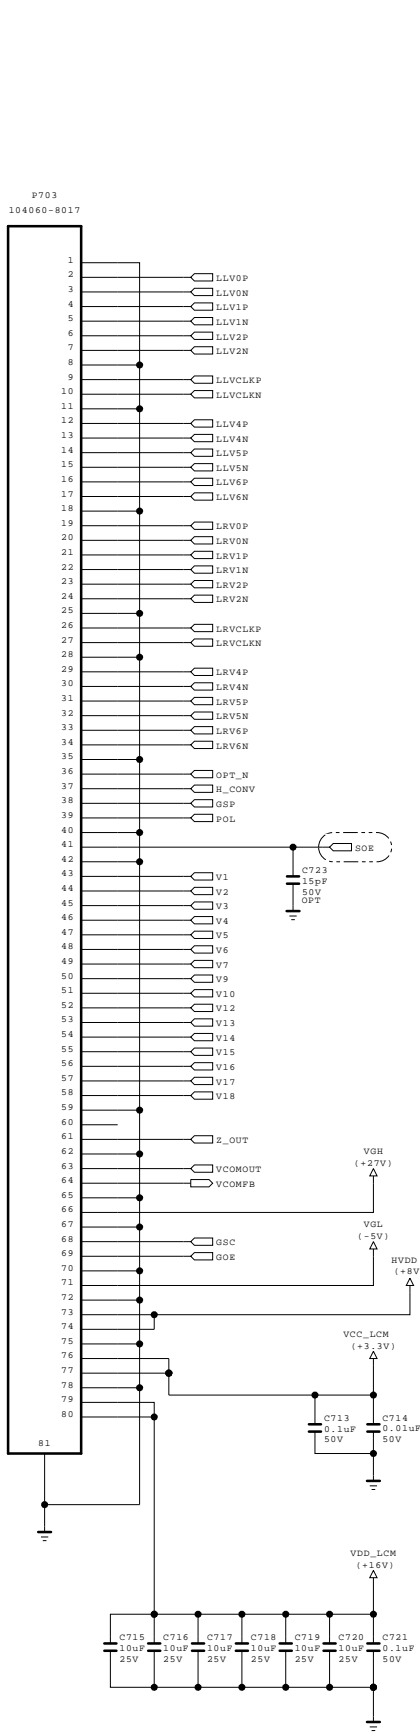 P703
104060-8017
1
2 LLV0P
3 LLV0N
4 LLV1P
5 LLV1N
6 LLV2P
7 LLV2N
8
9 LLVCLKP
10 LLVCLKN
11
12 LLV4P
13 LLV4N
14 LLV5P
15 LLV5N
16 LLV6P
17 LLV6N
18
19 LRV0P
20 LRV0N
21 LRV1P
22 LRV1N
23 LRV2P
24 LRV2N
25
26 LRVCLKP
27 LRVCLKN
28
29 LRV4P
30 LRV4N
31 LRV5P
32 LRV5N
33 LRV6P
34 LRV6N
35
36 OPT_N
37 H_CONV
38 GSP
39 POL
40
41 SOE
42
C723
15pF
50V
OPT
43 V1
44 V2
45 V3
46 V4
47 V5
48 V6
49 V7
50 V9
51 V10
52 V12
53 V13
54 V14
55 V15
56 V16
57 V17
58 V18
59
60
61 Z_OUT
62
63 VCOMOUT
64 VCOMFB
65
66
VGH
(+27V)
67
68 GSC
69 GOE
70
71
VGL
(-5V)
72
73
HVDD
(+8V
74
75
76
77
VCC_LCM
(+3.3V)
78
79
80
C713
0.1uF
50V
C714
0.01uF
50V
81
VDD_LCM
(+16V)
C715
10uF
25V
C716
10uF
25V
C717
10uF
25V
C718
10uF
25V
C719
10uF
25V
C720
10uF
25V
C721
0.1uF
50V